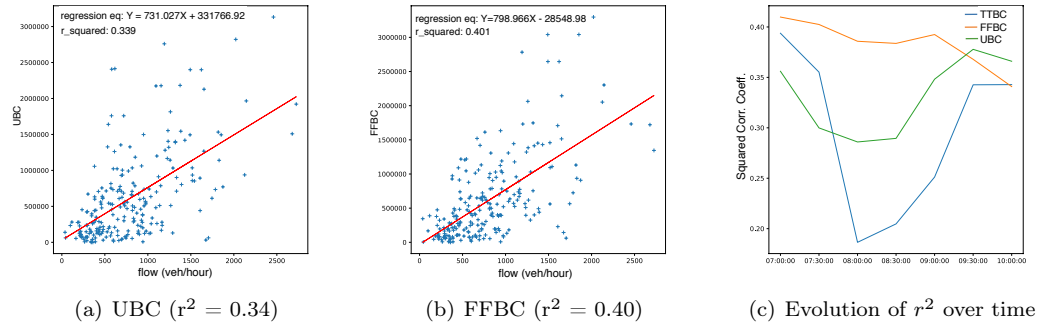 regression eq: Y = 731.027X + 331766.92
r_squared: 0.339
3000000
2500000
2000000
1500000
1000000
500000
0
UBC
0 500 1000 1500 2000 2500
flow (veh/hour)
(a) UBC (r² = 0.34)
regression eq: Y=798.966X - 28548.98
r_squared: 0.401
3000000
2500000
2000000
1500000
1000000
500000
0
FFBC
0 500 1000 1500 2000 2500
flow (veh/hour)
(b) FFBC (r² = 0.40)
TTBC
FFBC
UBC
0.40
0.35
0.30
0.25
0.20
Squared Corr. Coeff.
07:00:00 07:30:00 08:00:00 08:30:00 09:00:00 09:30:00 10:00:00
(c) Evolution of r² over time